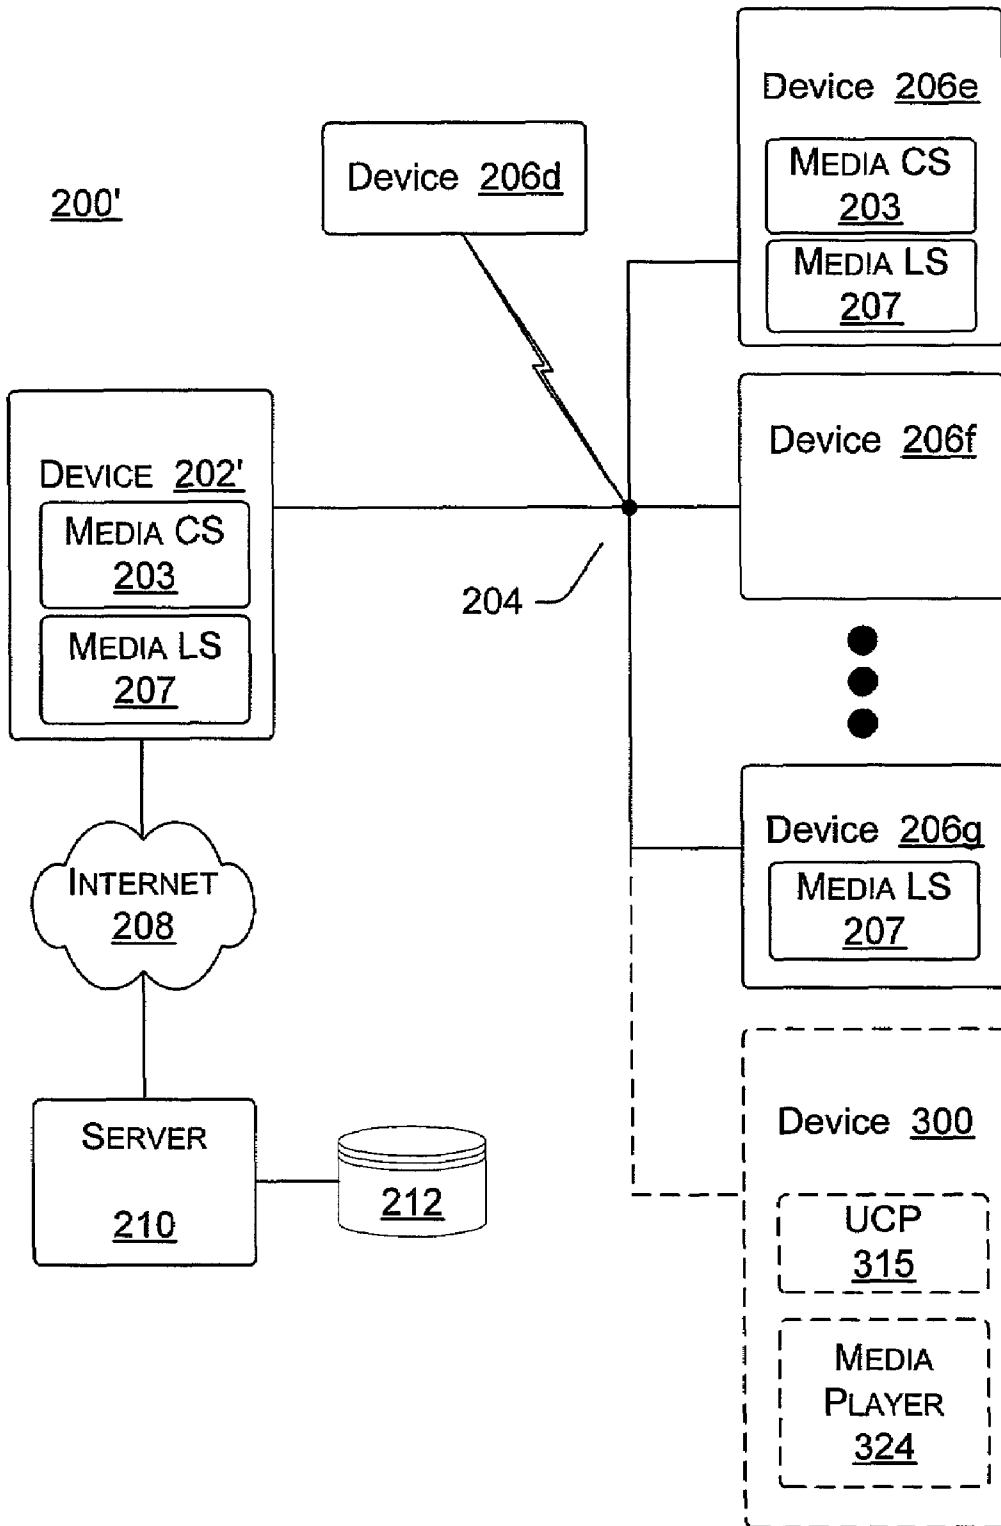 200'
Device 206d
Device 206e
MEDIA CS
203
MEDIA LS
207
DEVICE 202'
MEDIA CS
203
MEDIA LS
207
204
Device 206f
Device 206g
MEDIA LS
207
INTERNET
208
SERVER
210
212
Device 300
UCP
315
MEDIA
PLAYER
324